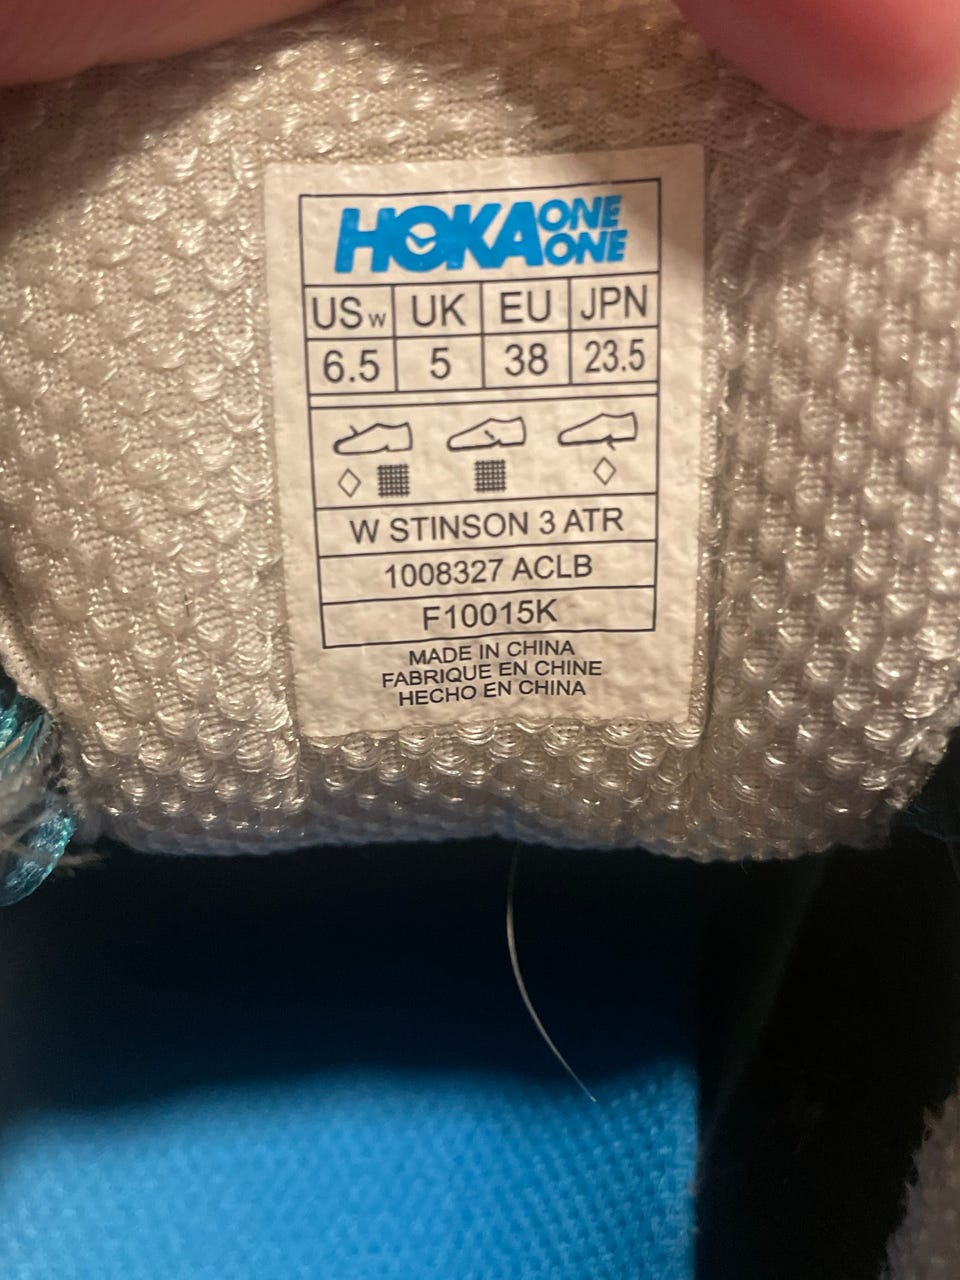 HOKA ONE ONE
USw UK EU JPN
6.5 5 38 23.5
W STINSON 3 ATR
1008327 ACLB
F10015K
MADE IN CHINA
FABRIQUE EN CHINE
HECHO EN CHINA